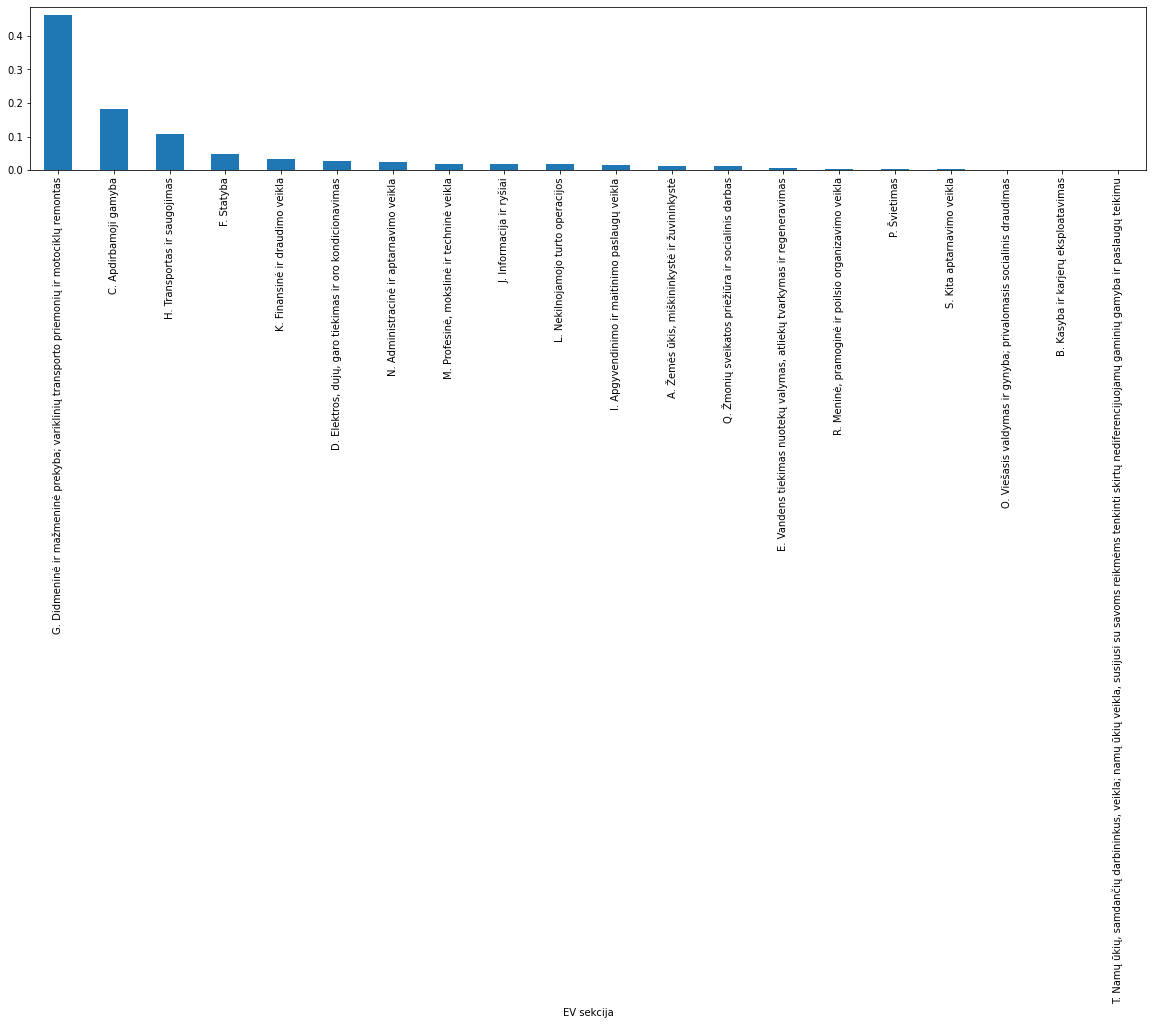 0.4
0.3
0.2
0.1
0.0
G. Didmeninė ir mažmeninė prekyba; variklinių transporto priemonių ir motociklų remontas
C. Apdirbamoji gamyba
H. Transportas ir saugojimas
F. Statyba
K. Finansinė ir draudimo veikla
D. Elektros, dujų, garo tiekimas ir oro kondicionavimas
N. Administracinė ir aptarnavimo veikla
M. Profesinė, mokslinė ir techninė veikla
J. Informacija ir ryšiai
L. Nekilnojamojo turto operacijos
I. Apgyvendinimo ir maitinimo paslaugų veikla
A. Žemės ūkis, miškininkystė ir žuvininkystė
Q. Žmonių sveikatos priežiūra ir socialinis darbas
E. Vandens tiekimas nuotekų valymas, atliekų tvarkymas ir regeneravimas
R. Meninė, pramoginė ir poilsio organizavimo veikla
P. Švietimas
S. Kita aptarnavimo veikla
O. Viešasis valdymas ir gynyba; privalomasis socialinis draudimas
B. Kasyba ir karjerų eksploatavimas
T. Namų ūkių, samdančių darbininkus, veikla; namų ūkių veikla, susijusi su savoms reikmėms tenkinti skirtų nediferencijuojamų gaminių gamyba ir paslaugų teikimu
EV sekcija